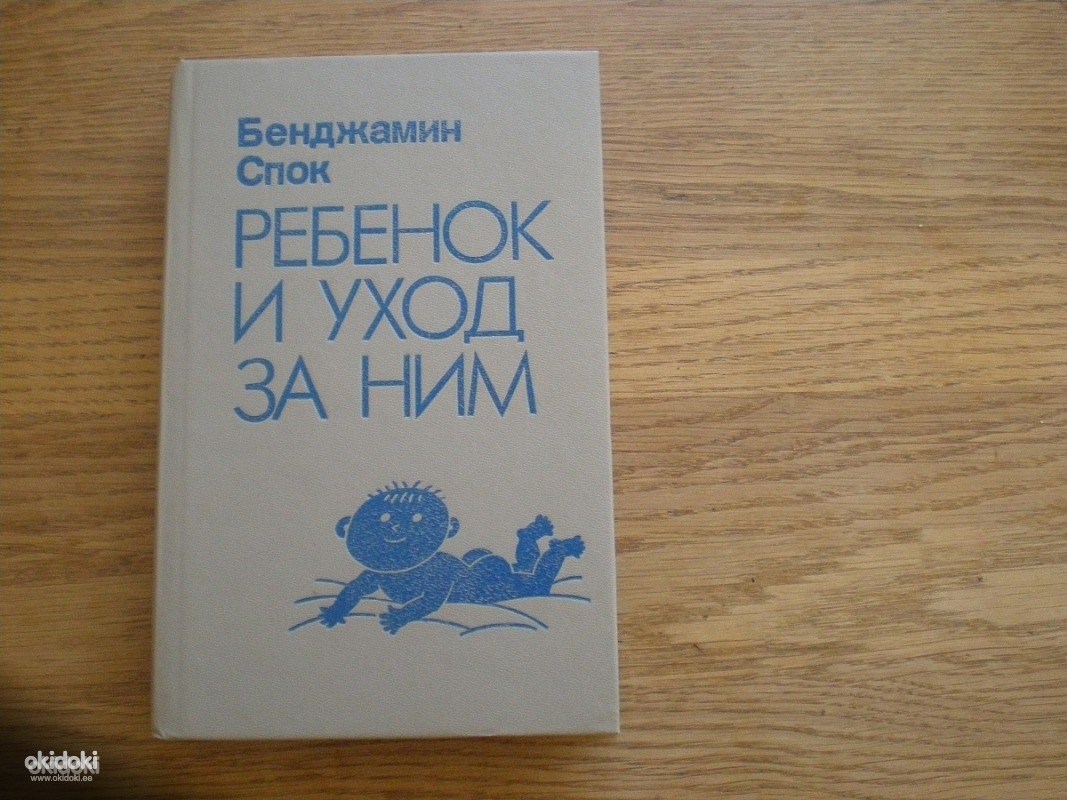 Бенджамин
Спок
РЕБЕНОК
И УХОД
ЗА НИМ
okidoki
www.okidoki.ee